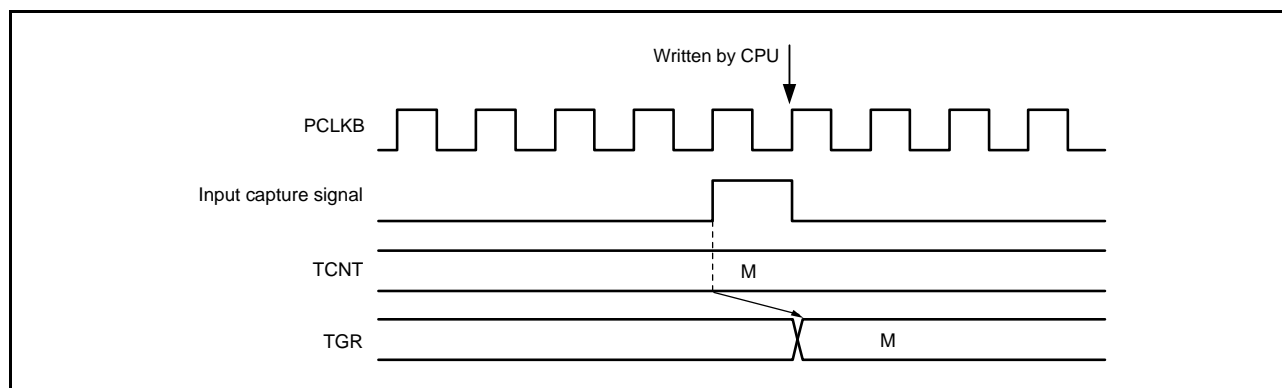 Written by CPU
PCLKB
Input capture signal
TCNT
M
TGR
M